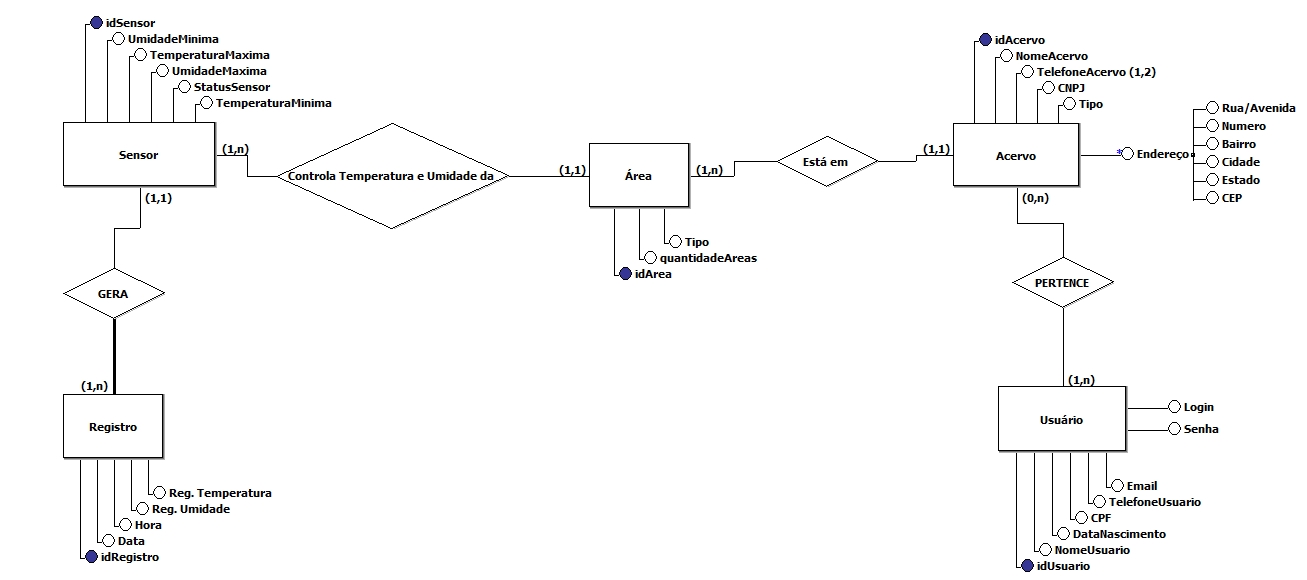 idSensor
UmidadeMinima
TemperaturaMaxima
UmidadeMaxima
StatusSensor
TemperaturaMinima
Sensor
(1,n)
(1,1)
Controla Temperatura e Umidade da
(1,1)
Área
(1,n)
Tipo
quantidadeAreas
idArea
Está em
(1,1)
idAcervo
NomeAcervo
TelefoneAcervo (1,2)
CNPJ
Tipo
Acervo
(0,n)
* Endereço
Rua/Avenida
Numero
Bairro
Cidade
Estado
CEP
GERA
(1,n)
Registro
Reg. Temperatura
Reg. Umidade
Hora
Data
idRegistro
PERTENCE
(1,n)
Usuário
Login
Senha
Email
TelefoneUsuario
CPF
DataNascimento
NomeUsuario
idUsuario